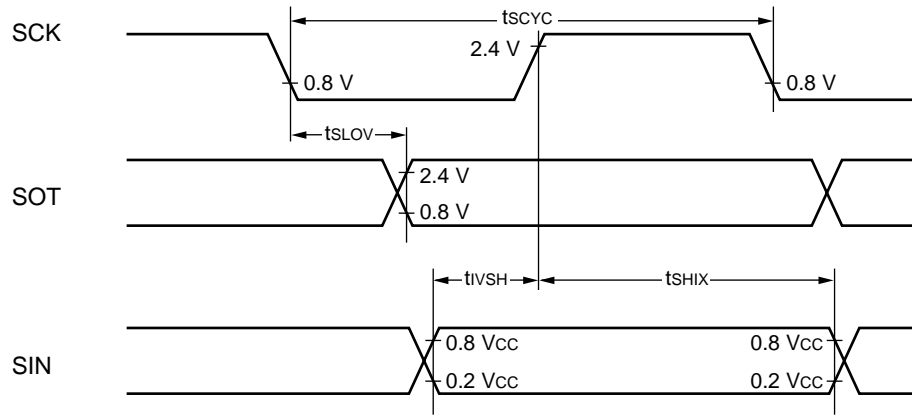 tSCYC
SCK
2.4 V
0.8 V
0.8 V
tSLOV
SOT
2.4 V
0.8 V
tIVSH
tSHIX
SIN
0.8 VCC
0.8 VCC
0.2 VCC
0.2 VCC